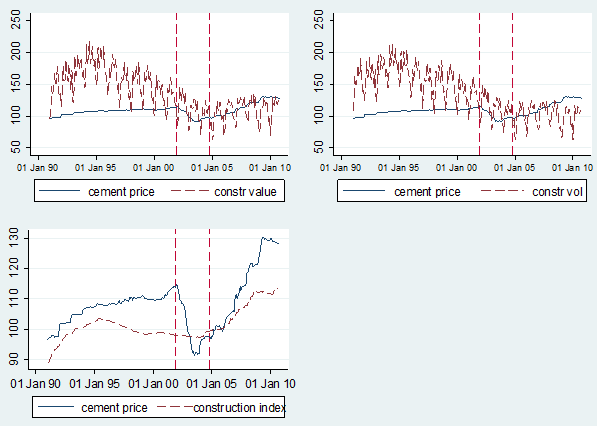 250
200
150
100
50
01 Jan 90 01 Jan 95 01 Jan 00 01 Jan 05 01 Jan 10
cement price constr value
250
200
150
100
50
01 Jan 90 01 Jan 95 01 Jan 00 01 Jan 05 01 Jan 10
cement price constr vol
130
120
110
100
90
01 Jan 90 01 Jan 95 01 Jan 00 01 Jan 05 01 Jan 10
cement price construction index